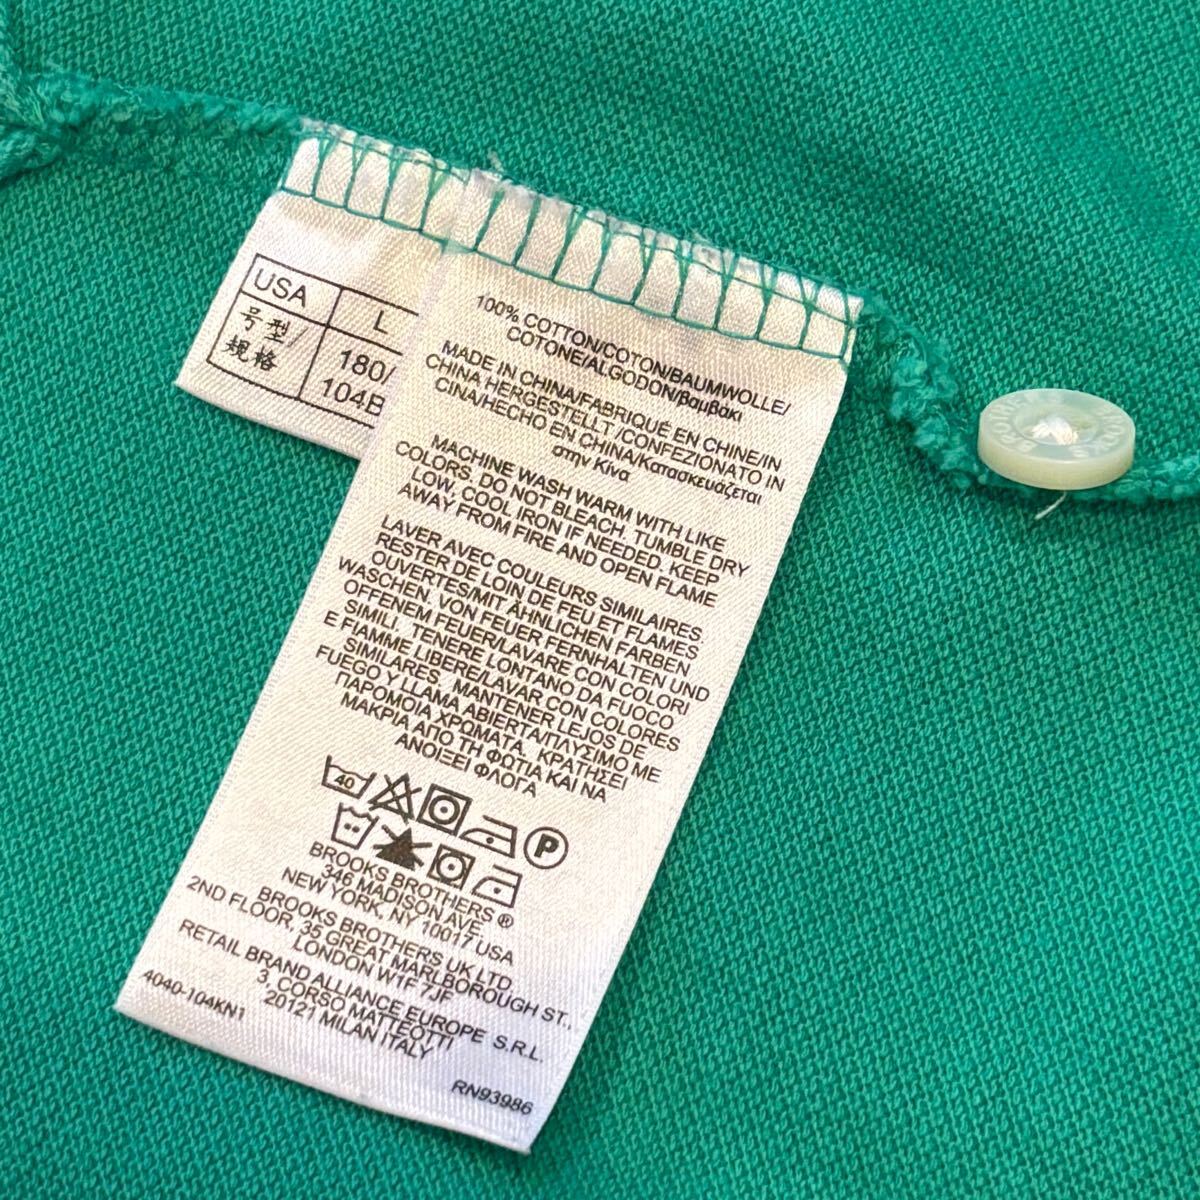 USA L
号型/ 180/
规格 104B
100% COTTON/COTON/BAUMWOLLE/
COTONE/ALGODON/βαμβάκι
MADE IN CHINA/FABRIQUÉ EN CHINE/IN
CHINA HERGESTELLT /CONFEZIONATO IN
CINA/HECHO EN CHINA/Κατασκευάζεται
στην Κίνα
MACHINE WASH WARM WITH LIKE
COLORS. DO NOT BLEACH. TUMBLE DRY
LOW. COOL IRON IF NEEDED. KEEP
AWAY FROM FIRE AND OPEN FLAME
LAVER AVEC COULEURS SIMILAIRES
RESTER DE LOIN DE FEU ET FLAMES
OUVERTES/MIT ÄHNLICHEN FARBEN
WASCHEN. VON FEUER FERNHALTEN UND
OFFENEM FEUER/LAVARE CON COLORI
SIMILI. TENERE LONTANO DA FUOCO
E FIAMME LIBERE/LAVAR CON COLORES
SIMILARES. MANTENER LEJOS DE
FUEGO Y LLAMA ABIERTA/ΠΛΥΣΙΜΟ ΜΕ
ΠΑΡΟΜΟΙΑ ΧΡΩΜΑΤΑ. ΚΡΑΤΗΣΕΙ
ΜΑΚΡΙΑ ΑΠΟ ΤΗ ΦΩΤΙΑ ΚΑΙ ΝΑ
ΑΝΟΙΞΕΙ ΦΛΟΓΑ
40 P
BROOKS BROTHERS ®
346 MADISON AVE.
NEW YORK, NY 10017 USA
BROOKS BROTHERS UK LTD
2ND FLOOR, 35 GREAT MARLBOROUGH ST.,
LONDON W1F 7JF
RETAIL BRAND ALLIANCE EUROPE S.R.L.
3, CORSO MATTEOTTI
20121 MILAN ITALY
4040-104KN1
RN93986